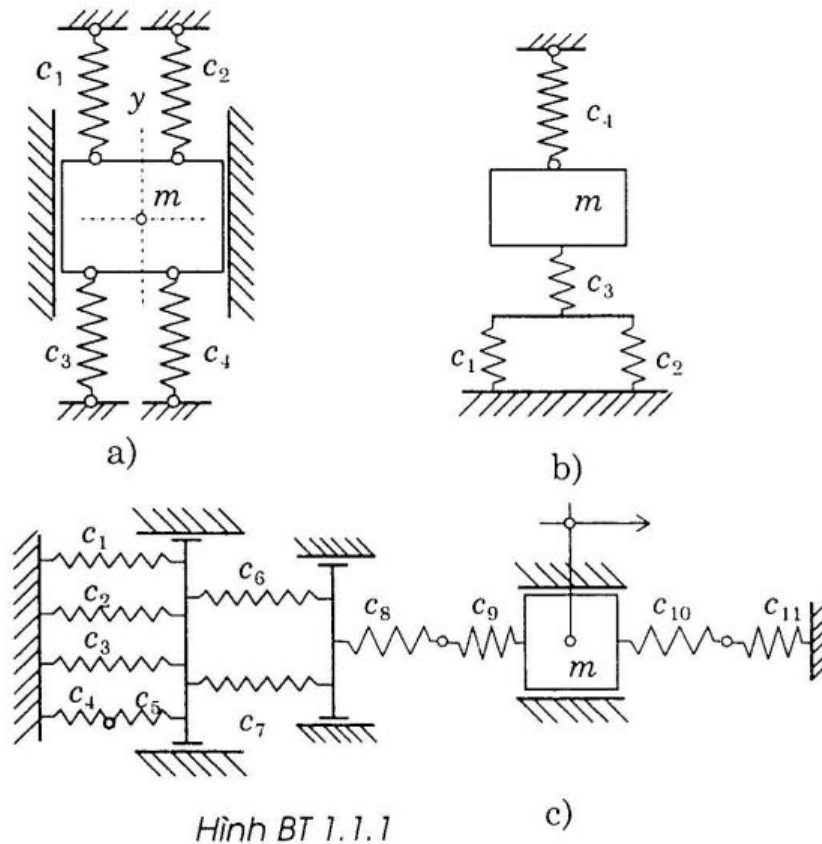 c₁ c₂
y
m
c₃ c₄
a)
c₄
m
c₃
c₁ c₂
b)
c₁
c₂
c₃
c₄ c₅
c₆
c₇
c₈ c₉
m
c₁₀ c₁₁
c)
Hình BT 1.1.1